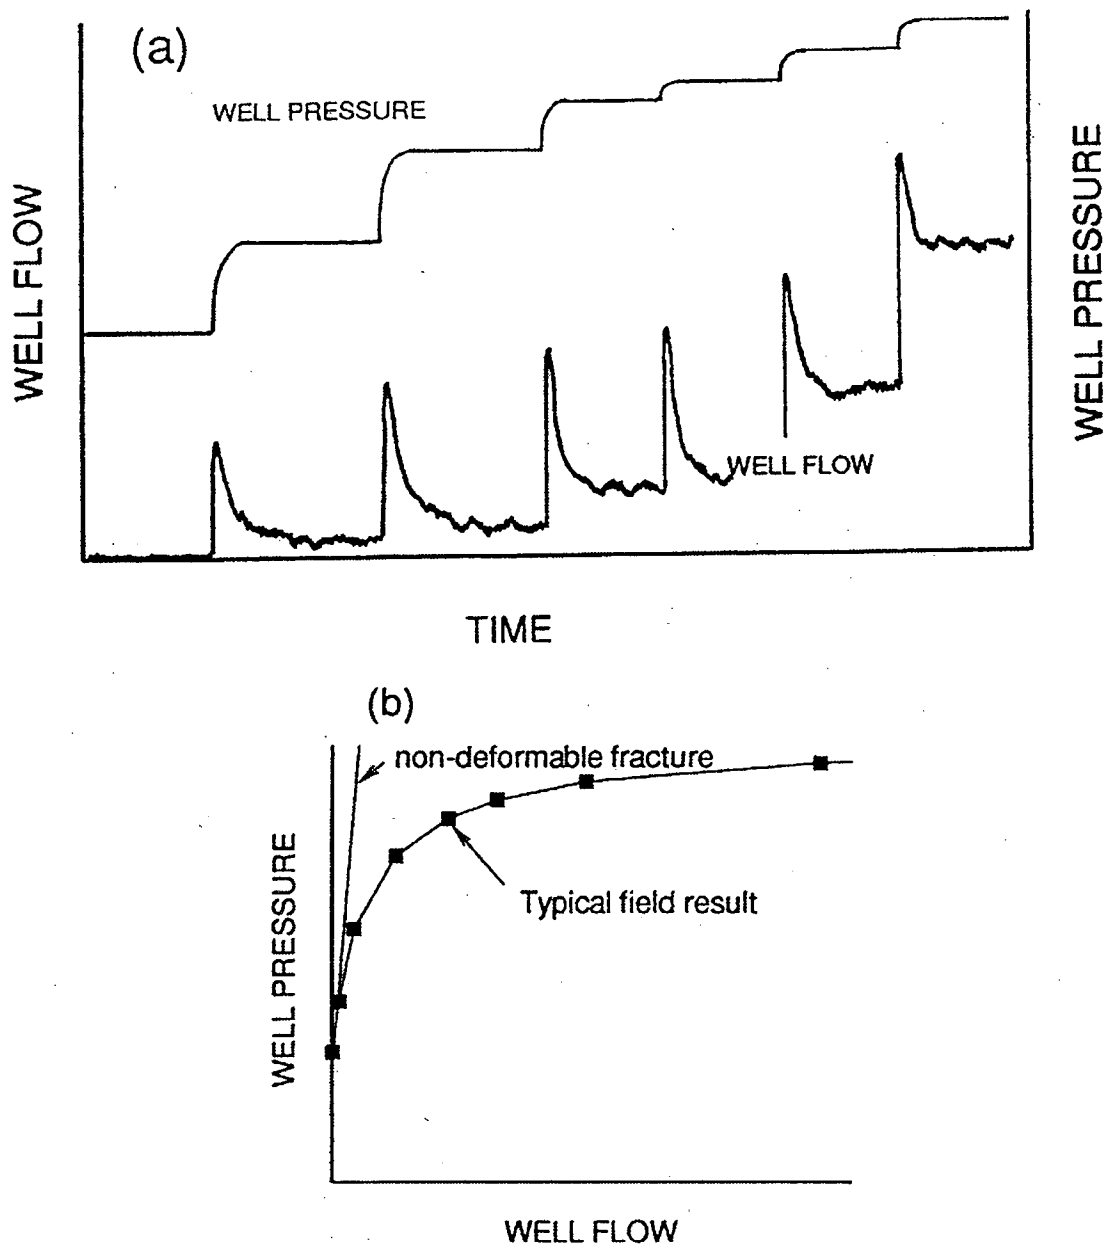 (a)
WELL PRESSURE
WELL FLOW
WELL PRESSURE
WELL FLOW
TIME
(b)
non-deformable fracture
Typical field result
WELL PRESSURE
WELL FLOW